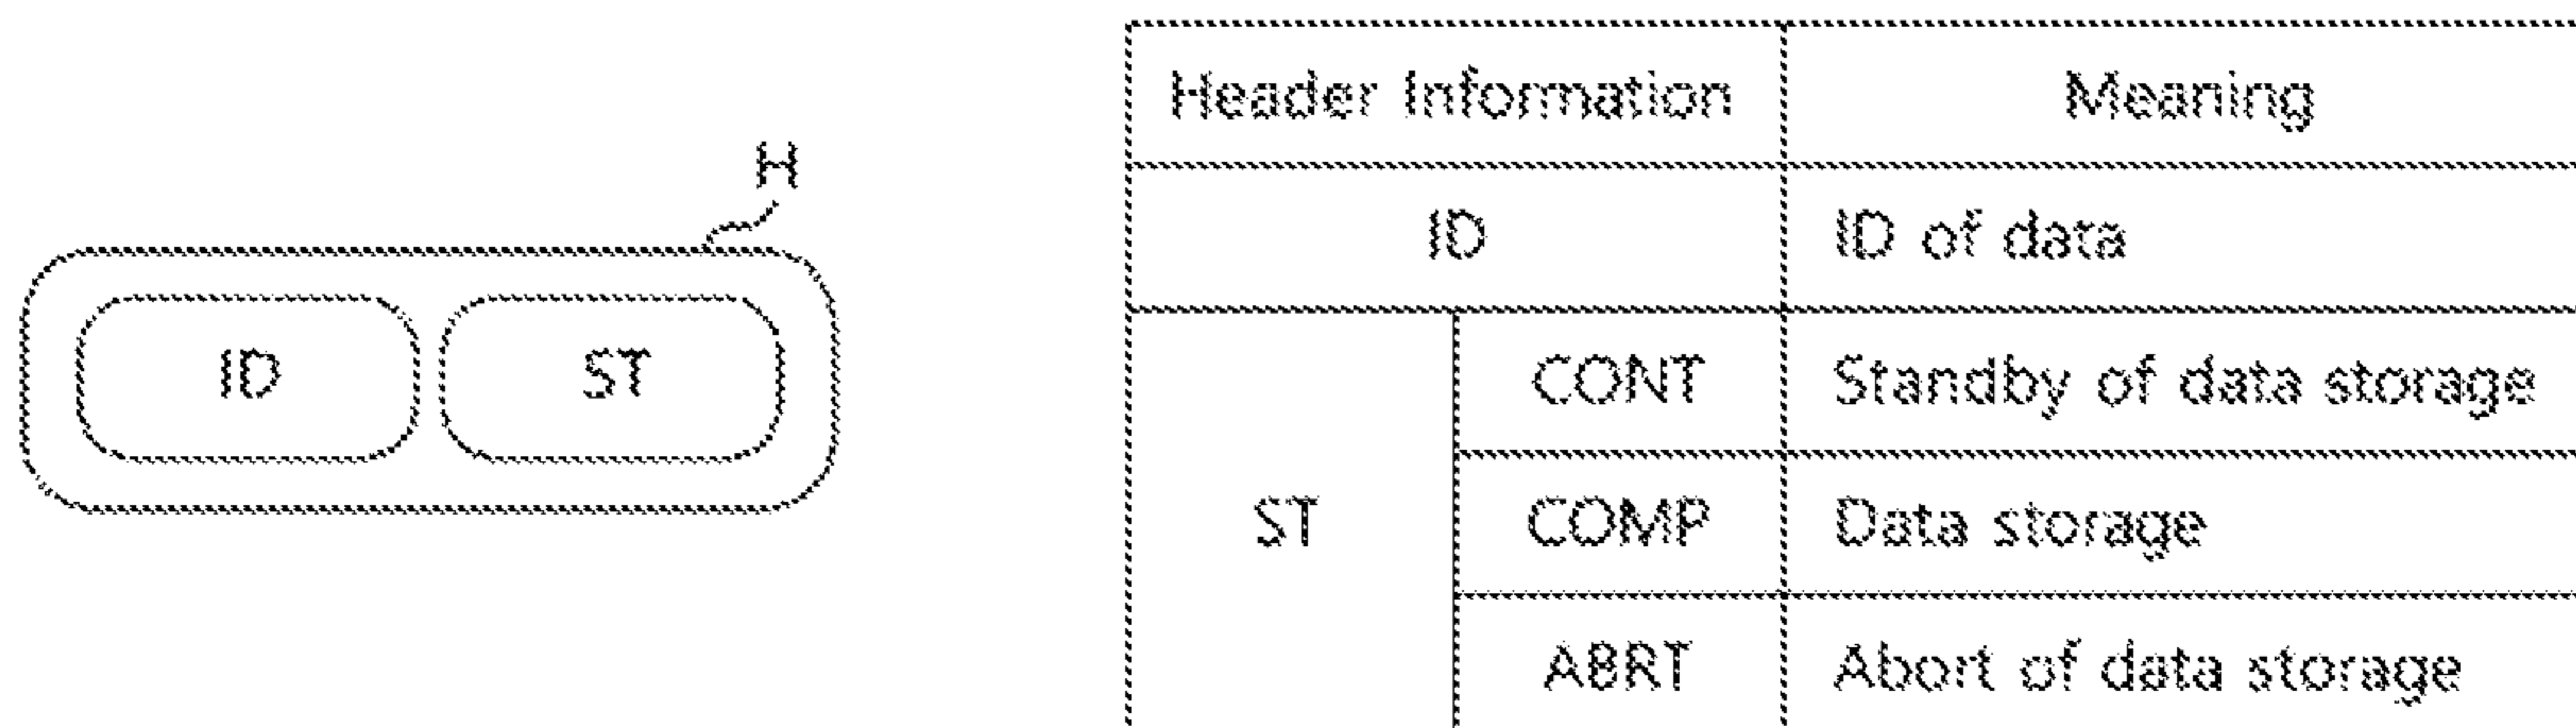 H
ID ST
Header Information Meaning
ID ID of data
ST CONT Standby of data storage
COMP Data storage
ABRT Abort of data storage